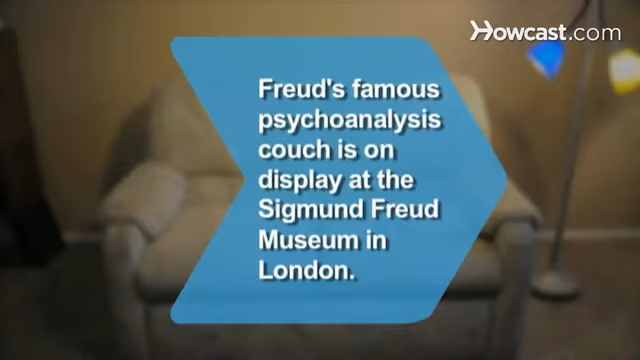 Howcast.com
Freud's famous
psychoanalysis
couch is on
display at the
Sigmund Freud
Museum in
London.